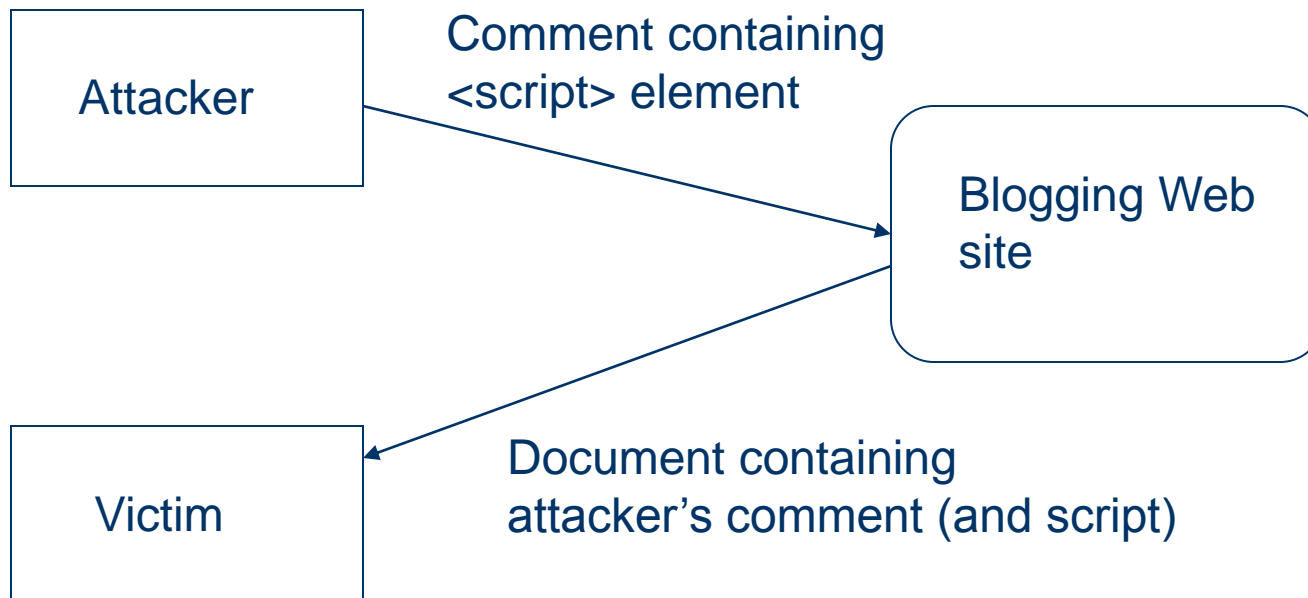 Comment containing
<script> element
Attacker
Blogging Web
site
Document containing
attacker’s comment (and script)
Victim